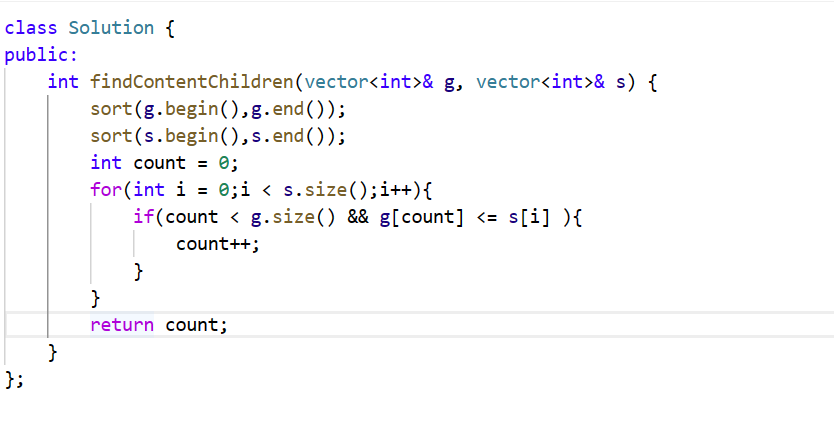 class Solution {
public:
    int findContentChildren(vector<int>& g, vector<int>& s) {
        sort(g.begin(),g.end());
        sort(s.begin(),s.end());
        int count = 0;
        for(int i = 0;i < s.size();i++){
            if(count < g.size() && g[count] <= s[i] ){
                count++;
            }
        }
        return count;
    }
};